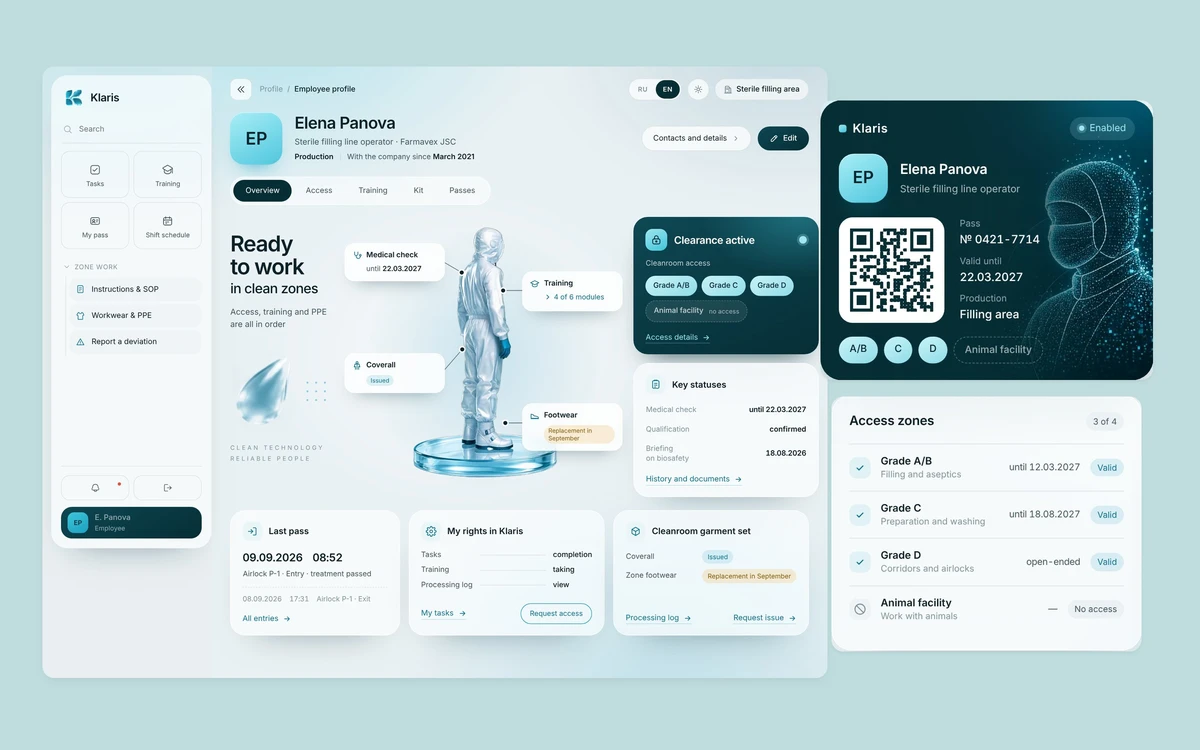 Klaris
Search
Tasks
Training
My pass
Shift schedule
ZONE WORK
Instructions & SOP
Workwear & PPE
Report a deviation
EP
E. Panova
Employee
Profile / Employee profile
RU EN
Sterile filling area
EP
Elena Panova
Sterile filling line operator · Farmavex JSC
Production | With the company since March 2021
Contacts and details
Edit
Overview Access Training Kit Passes
Ready
to work
in clean zones
Access, training and PPE
are all in order
CLEAN TECHNOLOGY
RELIABLE PEOPLE
Medical check
until 22.03.2027
Training
4 of 6 modules
Coverall
Issued
Footwear
Replacement in
September
Clearance active
Cleanroom access
Grade A/B Grade C Grade D
Animal facility no access
Access details →
Key statuses
Medical check until 22.03.2027
Qualification confirmed
Briefing
on biosafety 18.08.2026
History and documents →
Last pass
09.09.2026 08:52
Airlock P-1 · Entry · treatment passed
08.09.2026 17:31 Airlock P-1 · Exit
All entries →
My rights in Klaris
Tasks completion
Training taking
Processing log view
My tasks →
Request access
Cleanroom garment set
Coverall Issued
Zone footwear Replacement in September
Processing log →
Request issue →
Klaris
Enabled
EP
Elena Panova
Sterile filling line operator
Pass
№ 0421-7714
Valid until
22.03.2027
Production
Filling area
A/B C D Animal facility
Access zones 3 of 4
Grade A/B
Filling and aseptics
until 12.03.2027 Valid
Grade C
Preparation and washing
until 18.08.2027 Valid
Grade D
Corridors and airlocks
open-ended Valid
Animal facility
Work with animals
— No access